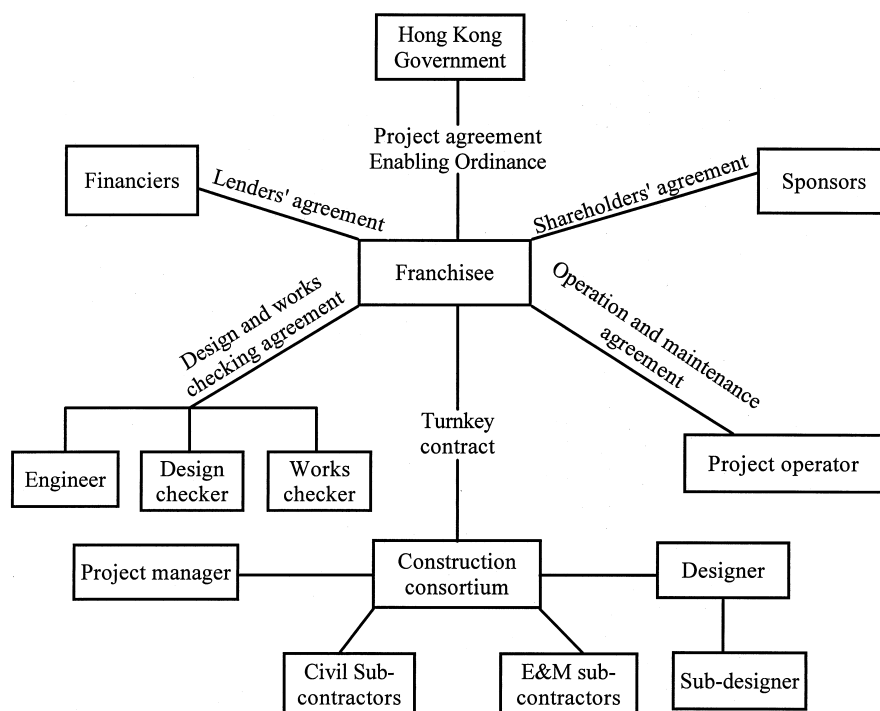 Hong Kong
Government
Project agreement
Enabling Ordinance
Financiers
Lenders' agreement
Shareholders' agreement
Sponsors
Franchisee
Design and works
checking agreement
Operation and maintenance
agreement
Turnkey
contract
Engineer
Design
checker
Works
checker
Project operator
Project manager
Construction
consortium
Designer
Civil Sub-
contractors
E&M sub-
contractors
Sub-designer